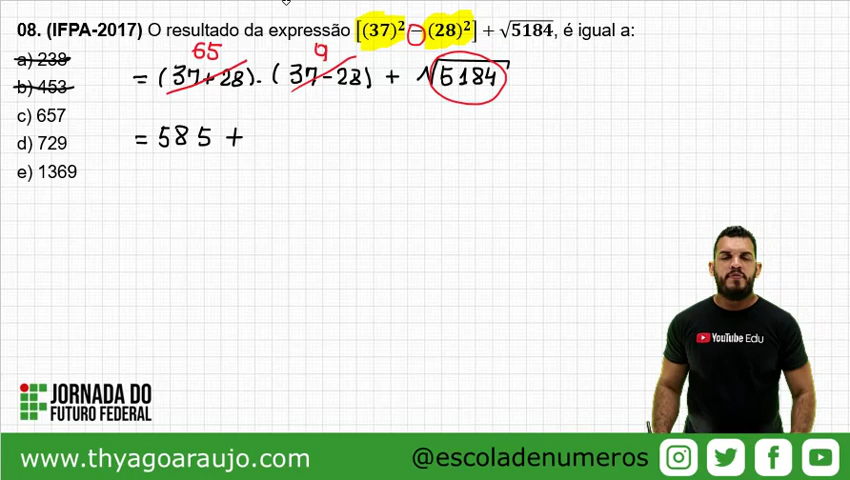 08. (IFPA-2017) O resultado da expressão [(37)² − (28)²] + √5184, é igual a:
a) 238
b) 453
c) 657
d) 729
e) 1369
65 9
= (37+28).(37-28) + √5184
= 585 +
YouTube Edu
JORNADA DO
FUTURO FEDERAL
www.thyagoaraujo.com @escoladenumeros